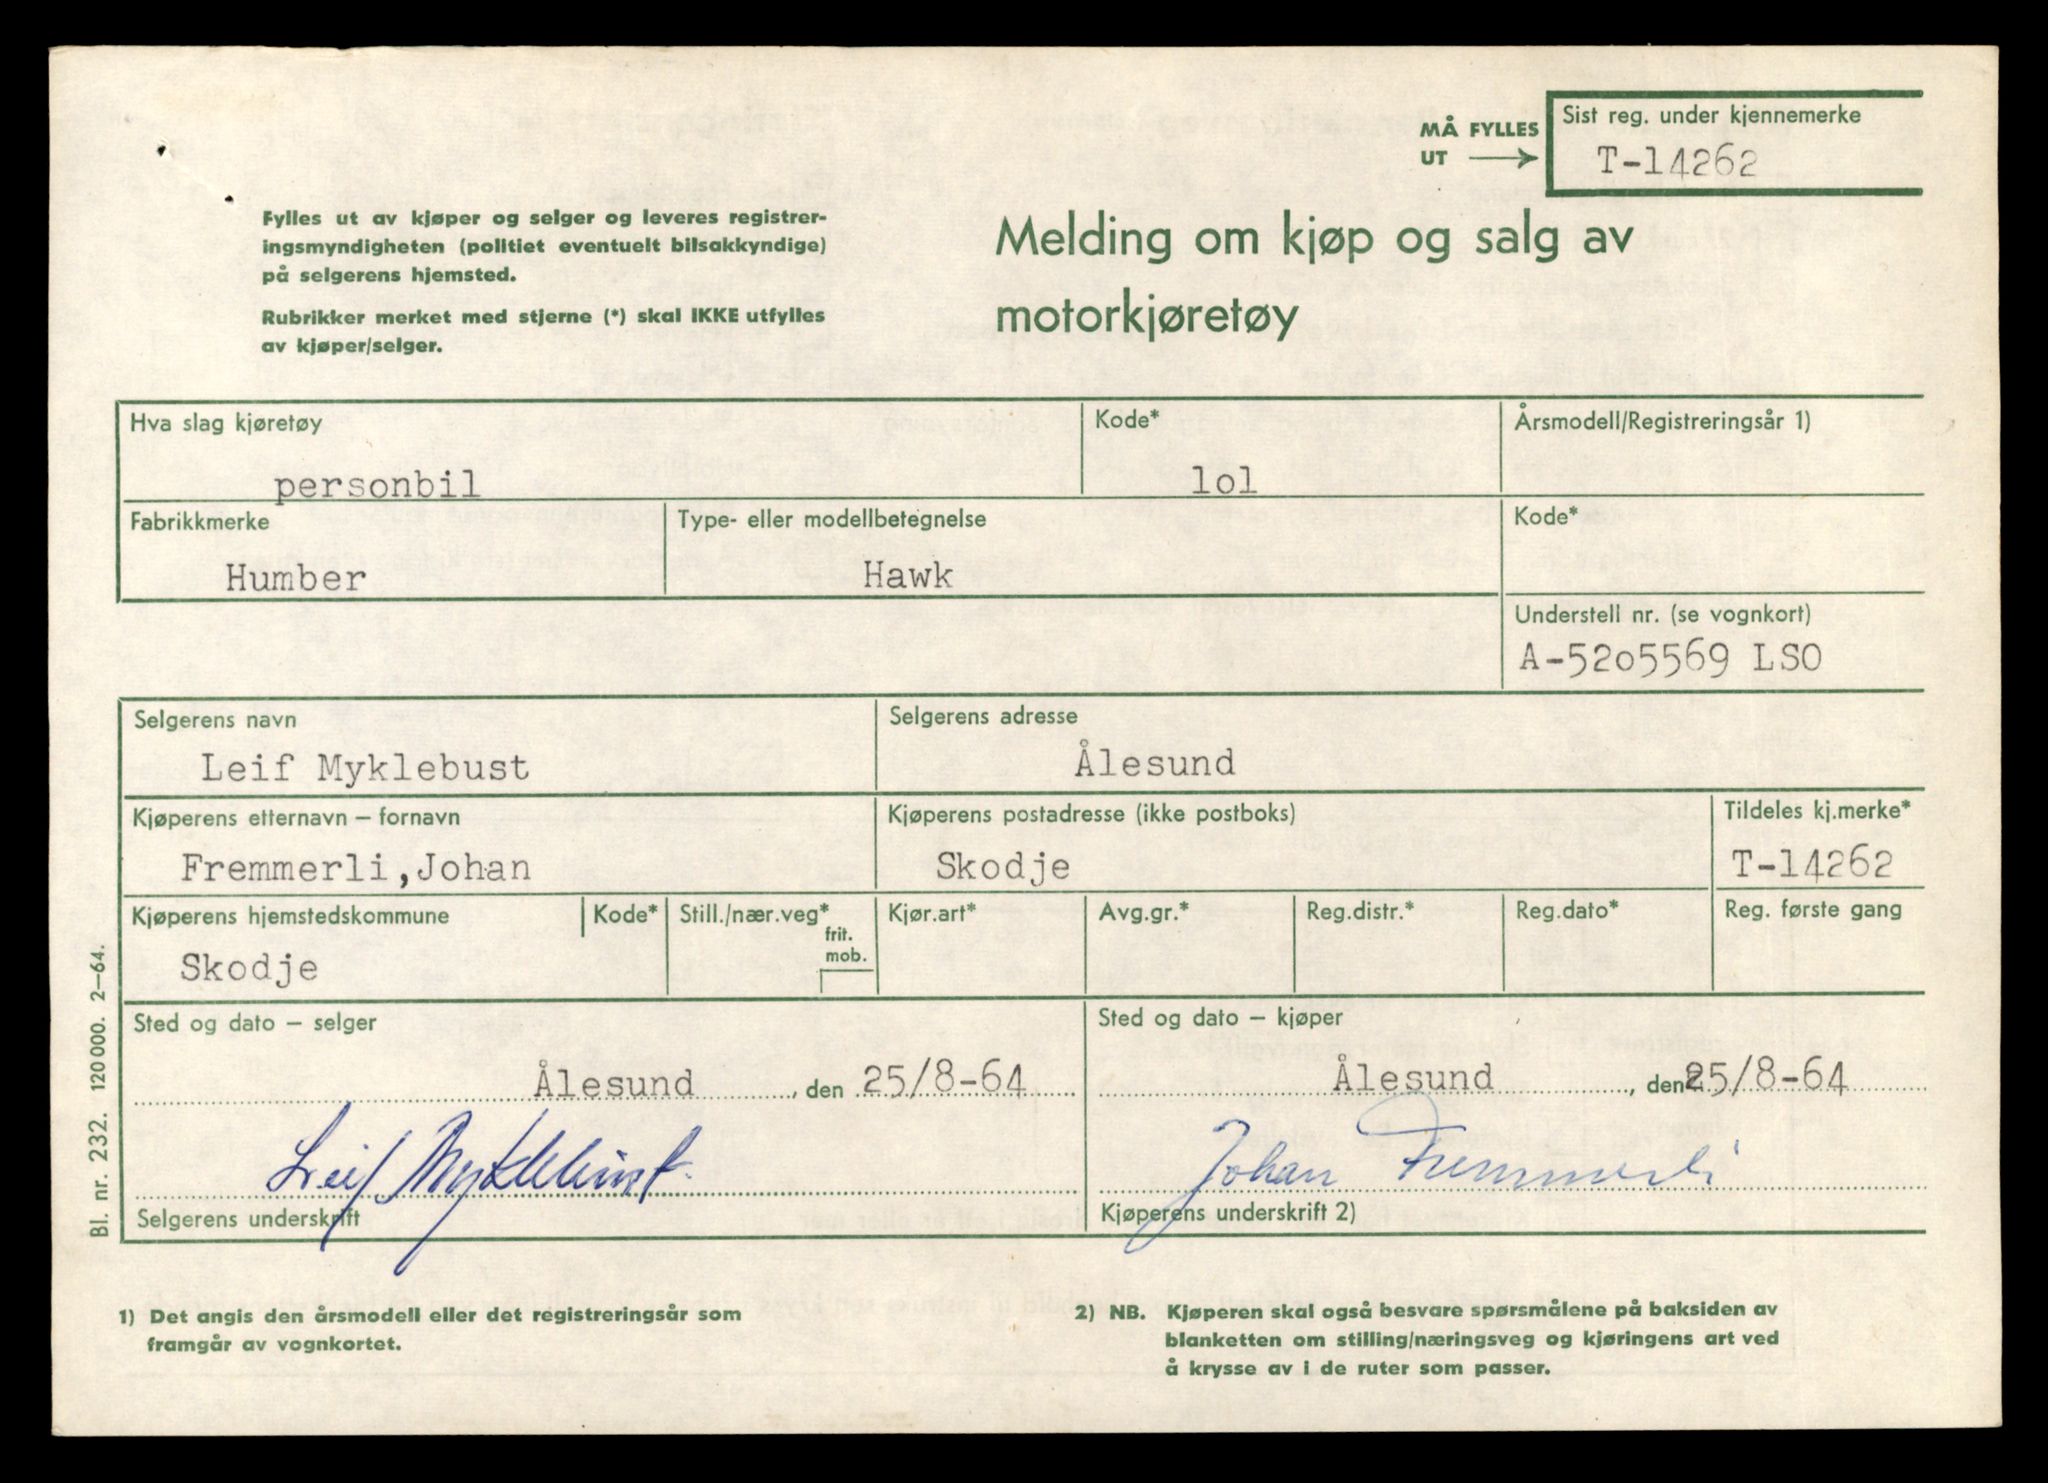 MÅ FYLLES
UT
Sist reg. under kjennemerke
T-14262
Fylles ut av kjøper og selger og leveres registrer-
ingsmyndigheten (politiet eventuelt bilsakkyndige)
på selgerens hjemsted.
Rubrikker merket med stjerne (*) skal IKKE utfylles
av kjøper/selger.
Melding om kjøp og salg av
motorkjøretøy
Hva slag kjøretøy
personbil
Kode*
lol
Årsmodell/Registreringsår 1)
Fabrikkmerke
Humber
Type- eller modellbetegnelse
Hawk
Kode*
Understell nr. (se vognkort)
A-5205569 LSO
Selgerens navn
Leif Myklebust
Selgerens adresse
Ålesund
Kjøperens etternavn – fornavn
Fremmerli,Johan
Kjøperens postadresse (ikke postboks)
Skodje
Tildeles kj.merke*
T-14262
Kjøperens hjemstedskommune
Skodje
Kode*
Still./nær.veg*
frit.
mob.
Kjør.art*
Avg.gr.*
Reg.distr.*
Reg.dato*
Reg. første gang
Sted og dato – selger
Ålesund, den 25/8-64
Leif Myklebust
Selgerens underskrift
Sted og dato – kjøper
Ålesund, den 25/8-64
Johan Fremmerli
Kjøperens underskrift 2)
Bl. nr. 232. 120 000. 2–64.
1) Det angis den årsmodell eller det registreringsår som
framgår av vognkortet.
2) NB. Kjøperen skal også besvare spørsmålene på baksiden av
blanketten om stilling/næringsveg og kjøringens art ved
å krysse av i de ruter som passer.